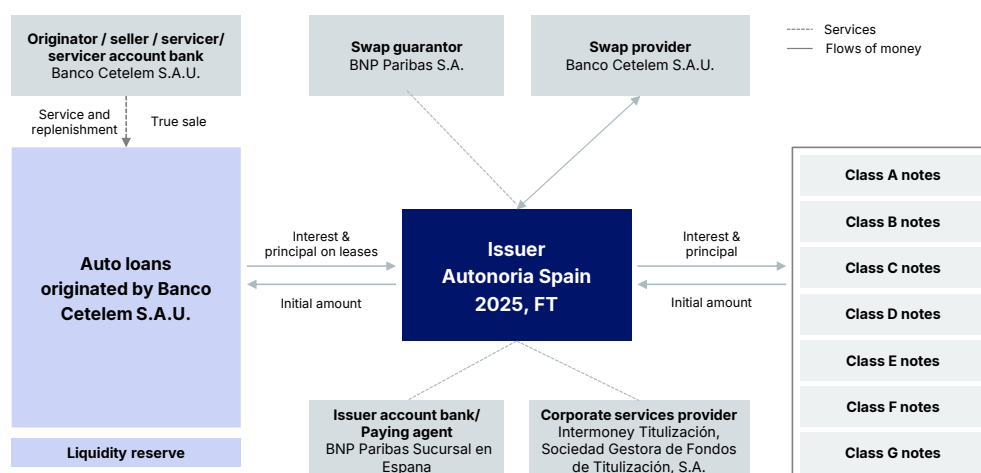 Originator / seller / servicer/
servicer account bank
Banco Cetelem S.A.U.
Swap guarantor
BNP Paribas S.A.
Swap provider
Banco Cetelem S.A.U.
Services
Flows of money
Service and
replenishment
True sale
Auto loans
originated by Banco
Cetelem S.A.U.
Liquidity reserve
Interest &
principal on leases
Initial amount
Issuer
Autonoria Spain
2025, FT
Interest &
principal
Initial amount
Class A notes
Class B notes
Class C notes
Class D notes
Class E notes
Class F notes
Class G notes
Issuer account bank/
Paying agent
BNP Paribas Sucursal en
Espana
Corporate services provider
Intermoney Titulización,
Sociedad Gestora de Fondos
de Titulización, S.A.